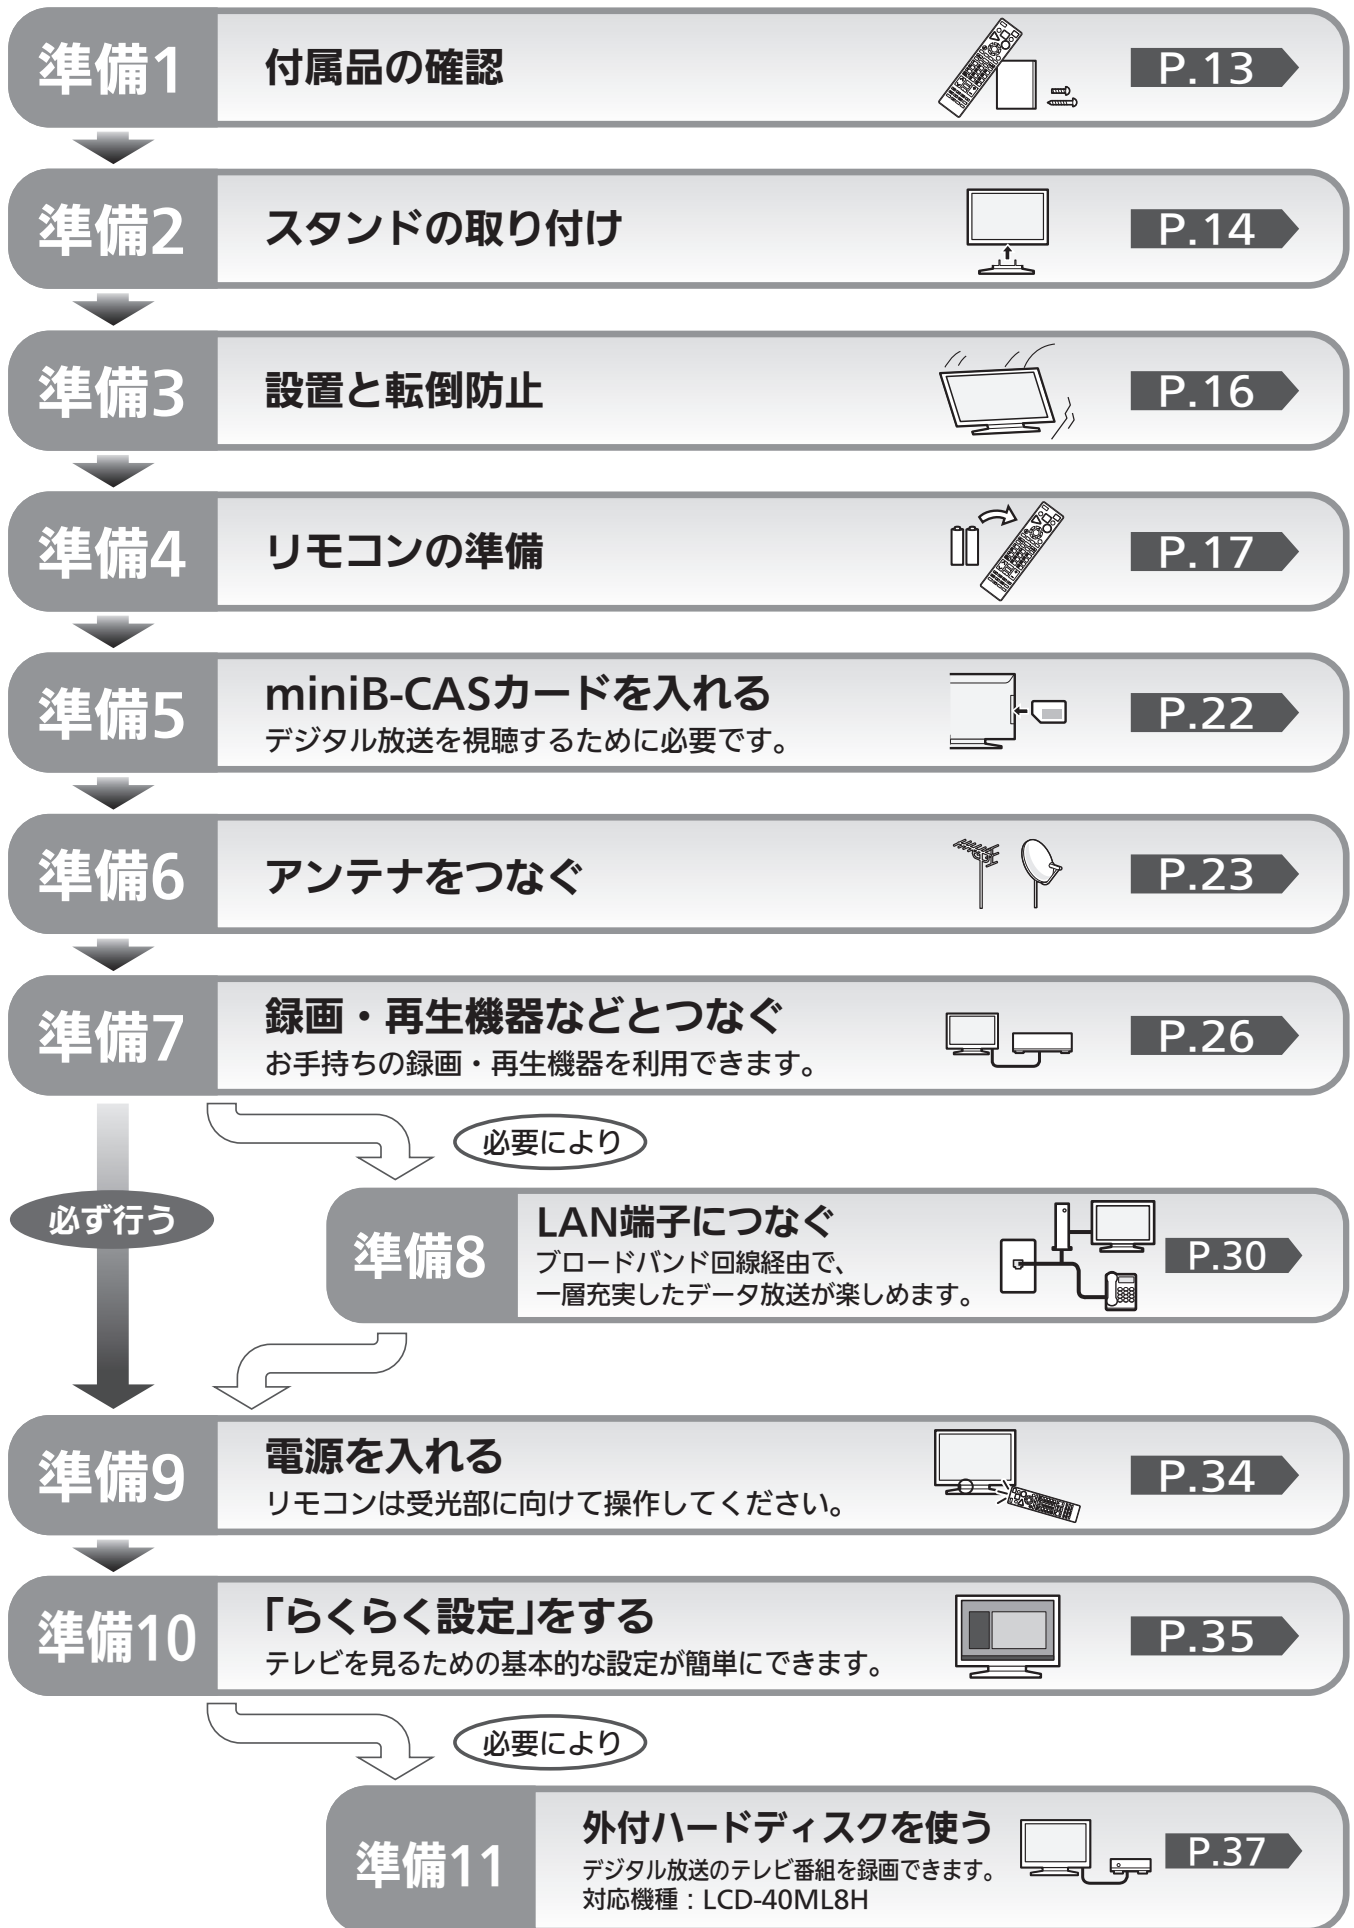 準備1
付属品の確認
P.13
準備2
スタンドの取り付け
P.14
準備3
設置と転倒防止
P.16
準備4
リモコンの準備
P.17
準備5
miniB-CASカードを入れる
デジタル放送を視聴するために必要です。
P.22
準備6
アンテナをつなぐ
P.23
準備7
録画・再生機器などとつなぐ
お手持ちの録画・再生機器を利用できます。
P.26
必要により
必ず行う
準備8
LAN端子につなぐ
ブロードバンド回線経由で、
一層充実したデータ放送が楽しめます。
P.30
準備9
電源を入れる
リモコンは受光部に向けて操作してください。
P.34
準備10
「らくらく設定」をする
テレビを見るための基本的な設定が簡単にできます。
P.35
必要により
準備11
外付ハードディスクを使う
デジタル放送のテレビ番組を録画できます。
対応機種：LCD-40ML8H
P.37